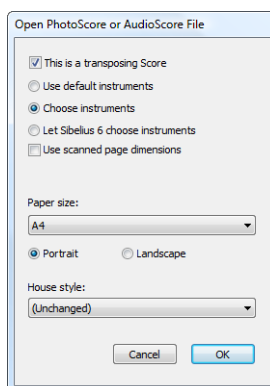 Open PhotoScore or AudioScore File
This is a transposing Score
Use default instruments
Choose instruments
Let Sibelius 6 choose instruments
Use scanned page dimensions
Paper size:
A4
Portrait Landscape
House style:
(Unchanged)
Cancel OK